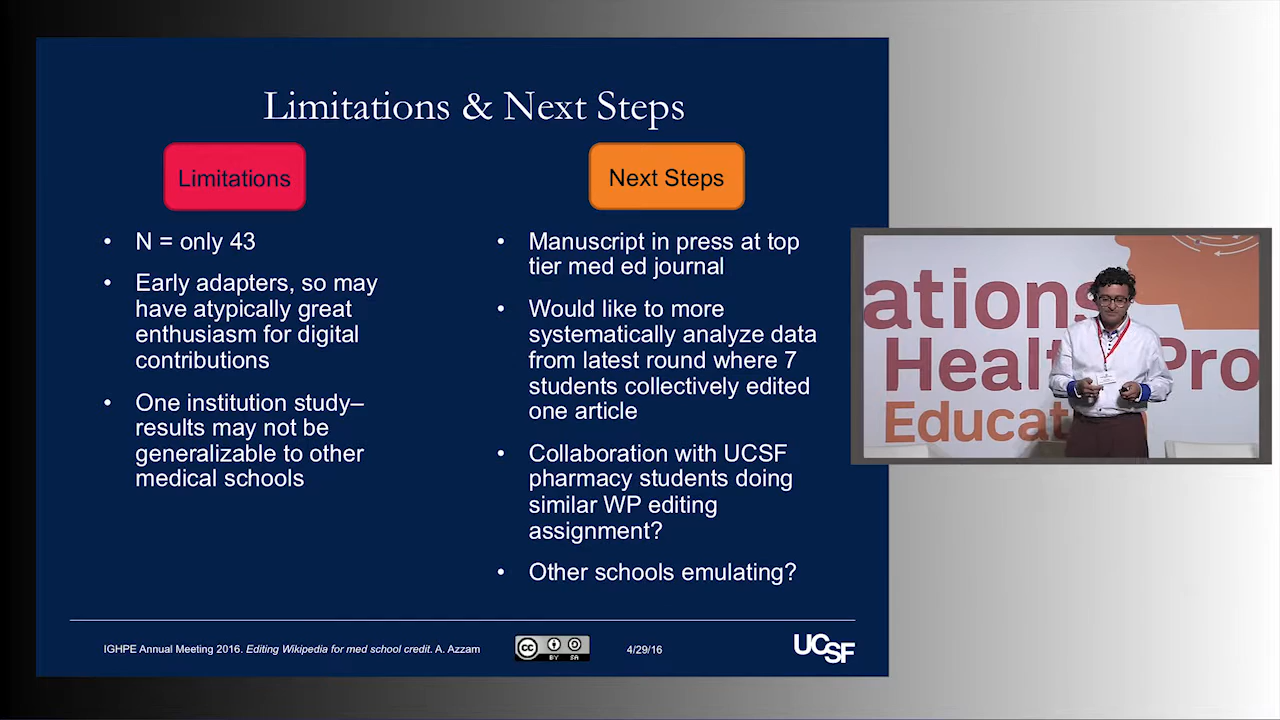 Limitations & Next Steps
Limitations
• N = only 43
• Early adapters, so may
have atypically great
enthusiasm for digital
contributions
• One institution study–
results may not be
generalizable to other
medical schools
Next Steps
• Manuscript in press at top
tier med ed journal
• Would like to more
systematically analyze data
from latest round where 7
students collectively edited
one article
• Collaboration with UCSF
pharmacy students doing
similar WP editing
assignment?
• Other schools emulating?
IGHPE Annual Meeting 2016. Editing Wikipedia for med school credit. A. Azzam
cc
BY SA
4/29/16
UCSF
ations
Health Pro
Educat